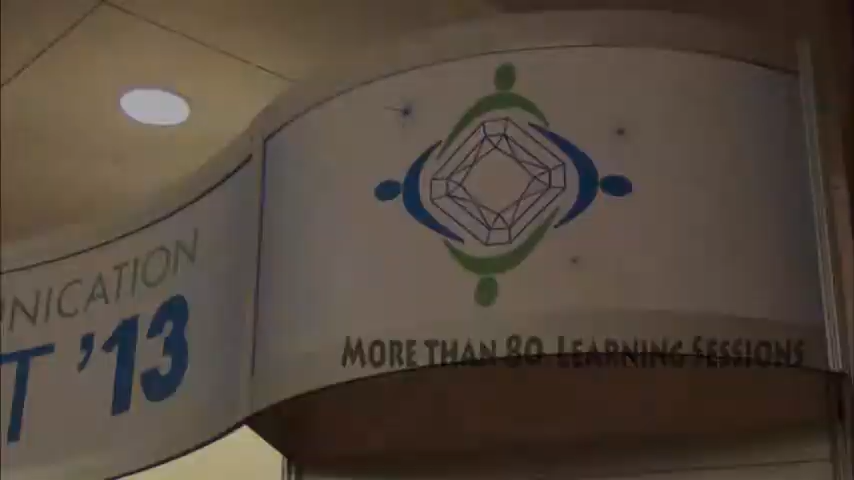 NICATION
T '13
MORE THAN 80 LEARNING SESSIONS